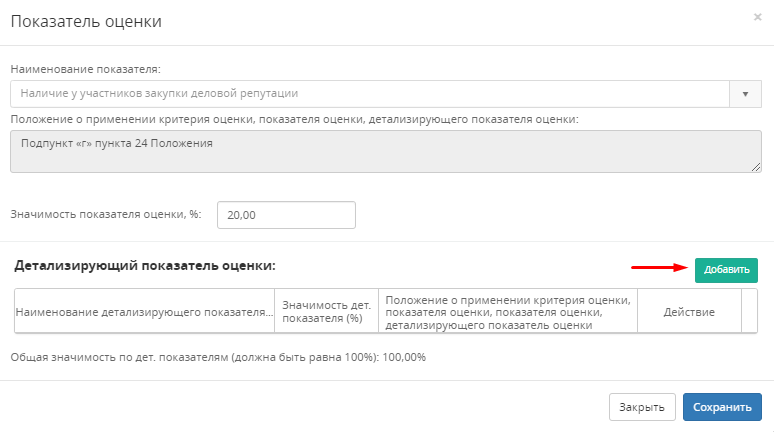 Показатель оценки
×
Наименование показателя:
Наличие у участников закупки деловой репутации
Положение о применении критерия оценки, показателя оценки, детализирующего показателя оценки:
Подпункт «г» пункта 24 Положения
Значимость показателя оценки, %:
20,00
Детализирующий показатель оценки:
Добавить
Наименование детализирующего показателя...
Значимость дет.
показателя (%)
Положение о применении критерия оценки,
показателя оценки, показателя оценки,
детализирующего показатель оценки
Действие
Общая значимость по дет. показателям (должна быть равна 100%): 100,00%
Закрыть
Сохранить